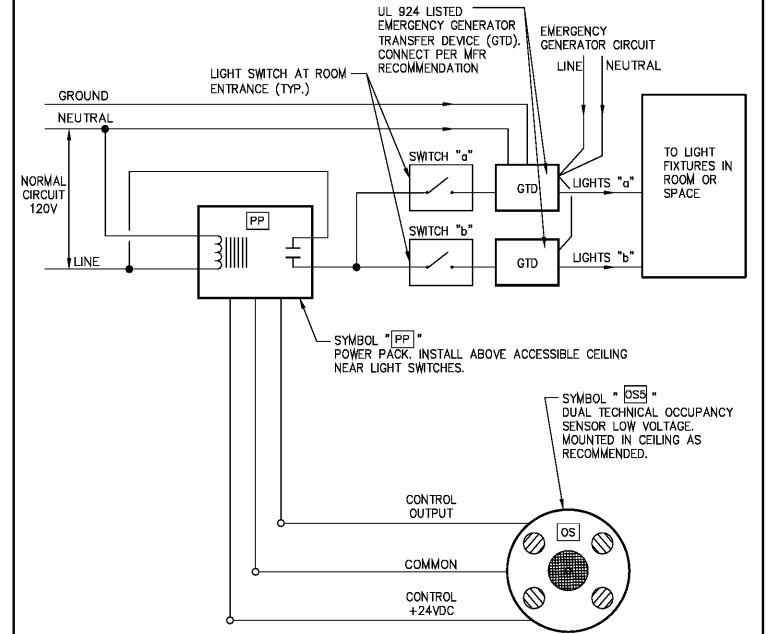 UL 924 LISTED
EMERGENCY GENERATOR
TRANSFER DEVICE (GTD).
CONNECT PER MFR
RECOMMENDATION
EMERGENCY
GENERATOR CIRCUIT
LINE
NEUTRAL
LIGHT SWITCH AT ROOM
ENTRANCE (TYP.)
GROUND
NEUTRAL
NORMAL
CIRCUIT
120V
LINE
PP
SWITCH "a"
GTD
LIGHTS "a"
SWITCH "b"
GTD
LIGHTS "b"
TO LIGHT
FIXTURES IN
ROOM OR
SPACE
SYMBOL " PP "
POWER PACK. INSTALL ABOVE ACCESSIBLE CEILING
NEAR LIGHT SWITCHES.
SYMBOL " OS5 "
DUAL TECHNICAL OCCUPANCY
SENSOR LOW VOLTAGE.
MOUNTED IN CEILING AS
RECOMMENDED.
CONTROL
OUTPUT
COMMON
CONTROL
+24VDC
OS